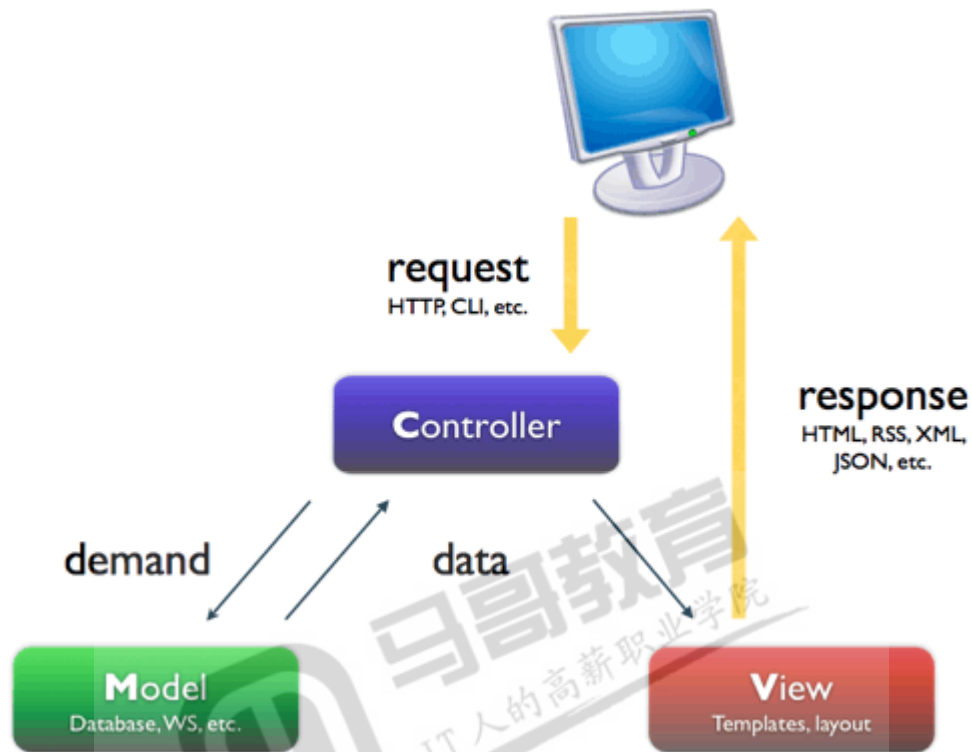 request
HTTP, CLI, etc.
Controller
response
HTML, RSS, XML,
JSON, etc.
demand
data
马哥教育
IT人的高薪职业学院
Model
Database, WS, etc.
View
Templates, layout